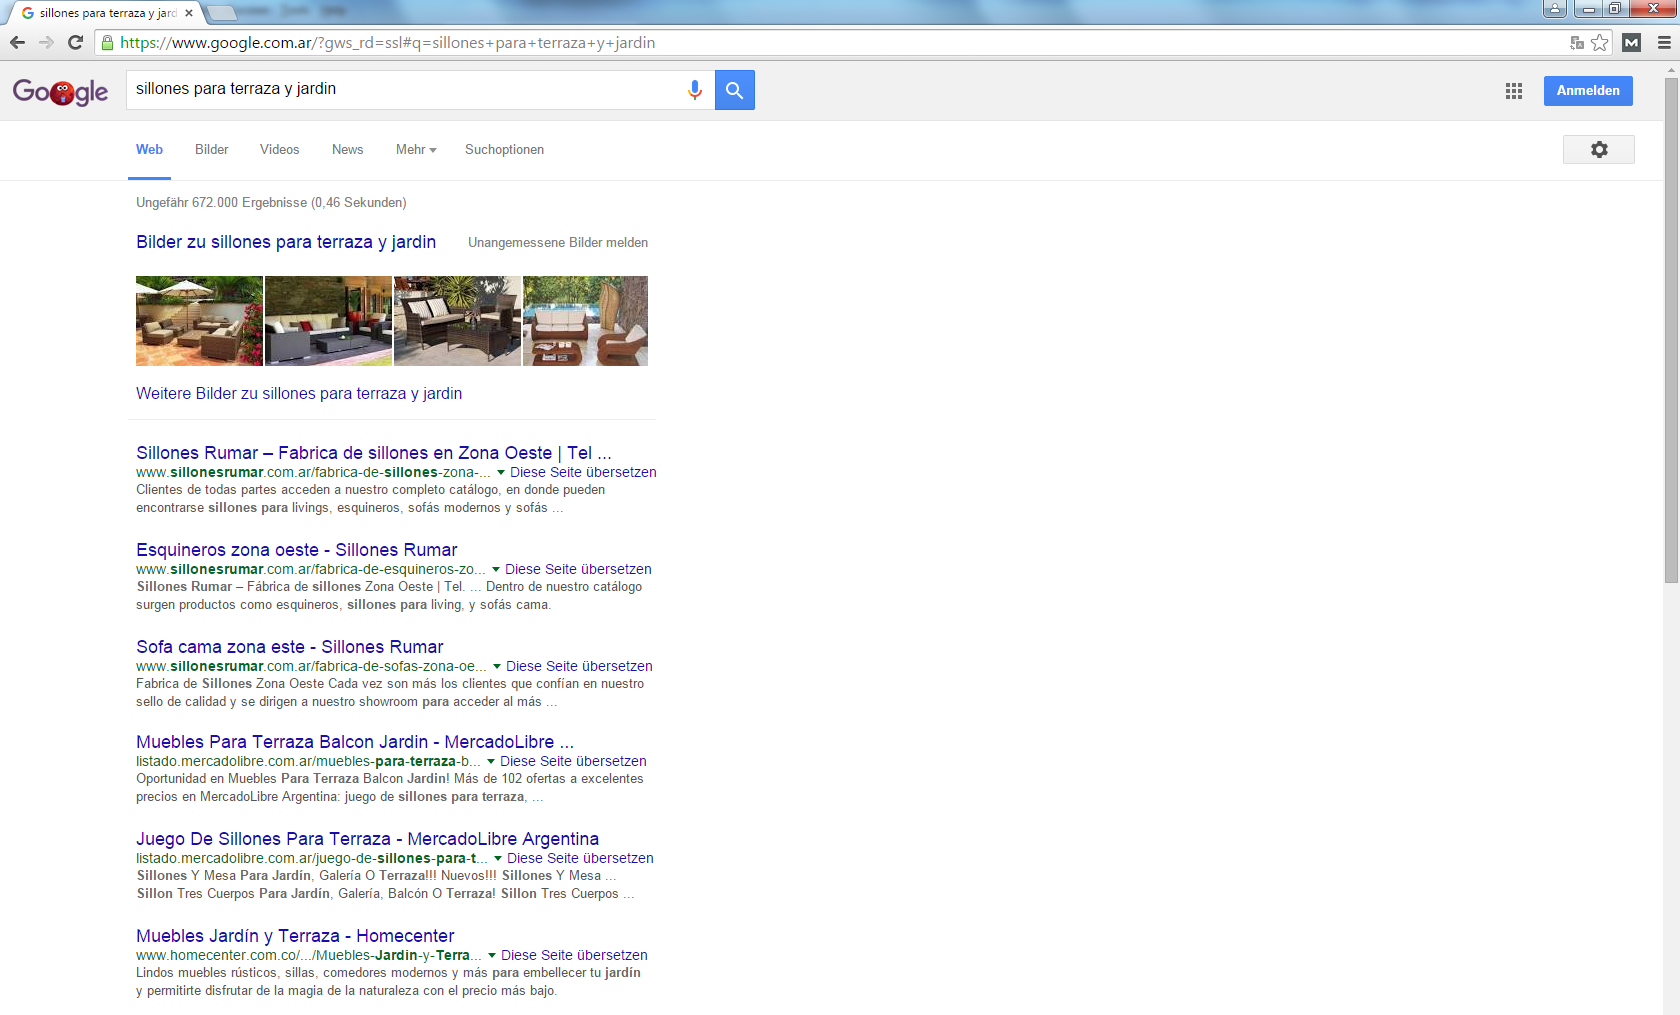 sillones para terraza y jard
https://www.google.com.ar/?gws_rd=ssl#q=sillones+para+terraza+y+jardin
Google
sillones para terraza y jardin
Anmelden
Web Bilder Videos News Mehr Suchoptionen
Ungefähr 672.000 Ergebnisse (0,46 Sekunden)
Bilder zu sillones para terraza y jardin Unangemessene Bilder melden
Weitere Bilder zu sillones para terraza y jardin
Sillones Rumar – Fabrica de sillones en Zona Oeste | Tel ...
www.sillonesrumar.com.ar/fabrica-de-sillones-zona-... Diese Seite übersetzen
Clientes de todas partes acceden a nuestro completo catálogo, en donde pueden
encontrarse sillones para livings, esquineros, sofás modernos y sofás ...
Esquineros zona oeste - Sillones Rumar
www.sillonesrumar.com.ar/fabrica-de-esquineros-zo... Diese Seite übersetzen
Sillones Rumar – Fábrica de sillones Zona Oeste | Tel. ... Dentro de nuestro catálogo
surgen productos como esquineros, sillones para living, y sofás cama.
Sofa cama zona este - Sillones Rumar
www.sillonesrumar.com.ar/fabrica-de-sofas-zona-oe... Diese Seite übersetzen
Fabrica de Sillones Zona Oeste Cada vez son más los clientes que confían en nuestro
sello de calidad y se dirigen a nuestro showroom para acceder al más ...
Muebles Para Terraza Balcon Jardin - MercadoLibre ...
listado.mercadolibre.com.ar/muebles-para-terraza-b... Diese Seite übersetzen
Oportunidad en Muebles Para Terraza Balcon Jardin! Más de 102 ofertas a excelentes
precios en MercadoLibre Argentina: juego de sillones para terraza, ...
Juego De Sillones Para Terraza - MercadoLibre Argentina
listado.mercadolibre.com.ar/juego-de-sillones-para-t... Diese Seite übersetzen
Sillones Y Mesa Para Jardín, Galería O Terraza!!! Nuevos!!! Sillones Y Mesa ...
Sillon Tres Cuerpos Para Jardín, Galería, Balcón O Terraza! Sillon Tres Cuerpos ...
Muebles Jardín y Terraza - Homecenter
www.homecenter.com.co/.../Muebles-Jardin-y-Terra... Diese Seite übersetzen
Lindos muebles rústicos, sillas, comedores modernos y más para embellecer tu jardín
y permitirte disfrutar de la magia de la naturaleza con el precio más bajo.